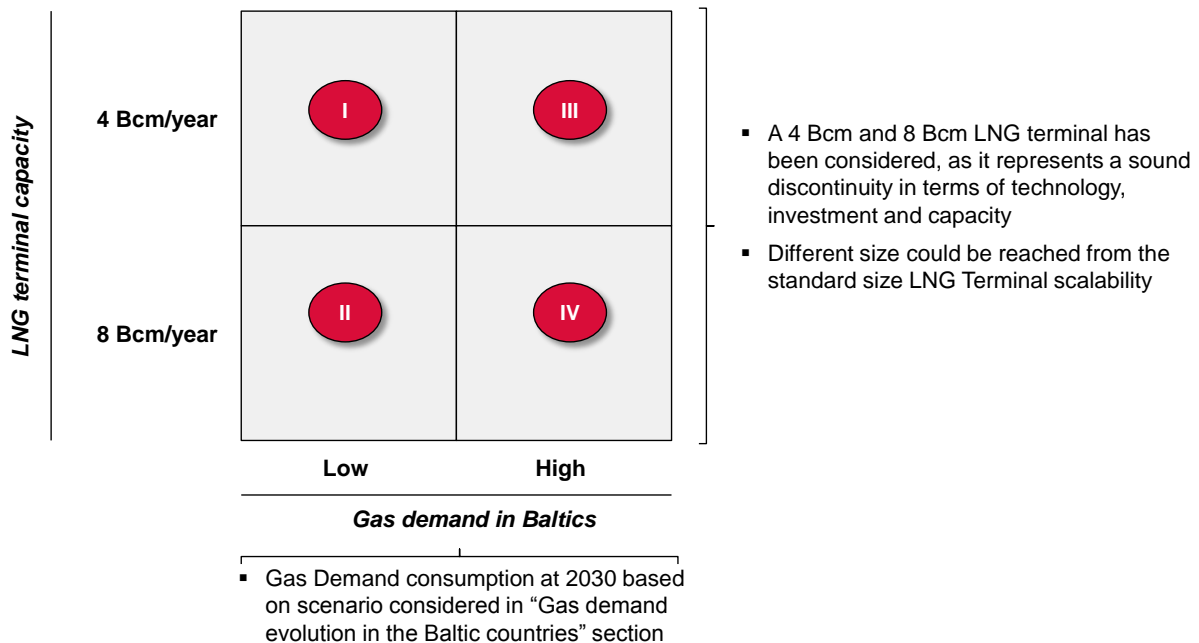 LNG terminal capacity
4 Bcm/year
I
III
8 Bcm/year
II
IV
Low
High
Gas demand in Baltics
▪ Gas Demand consumption at 2030 based
on scenario considered in “Gas demand
evolution in the Baltic countries” section
▪ A 4 Bcm and 8 Bcm LNG terminal has
been considered, as it represents a sound
discontinuity in terms of technology,
investment and capacity
▪ Different size could be reached from the
standard size LNG Terminal scalability